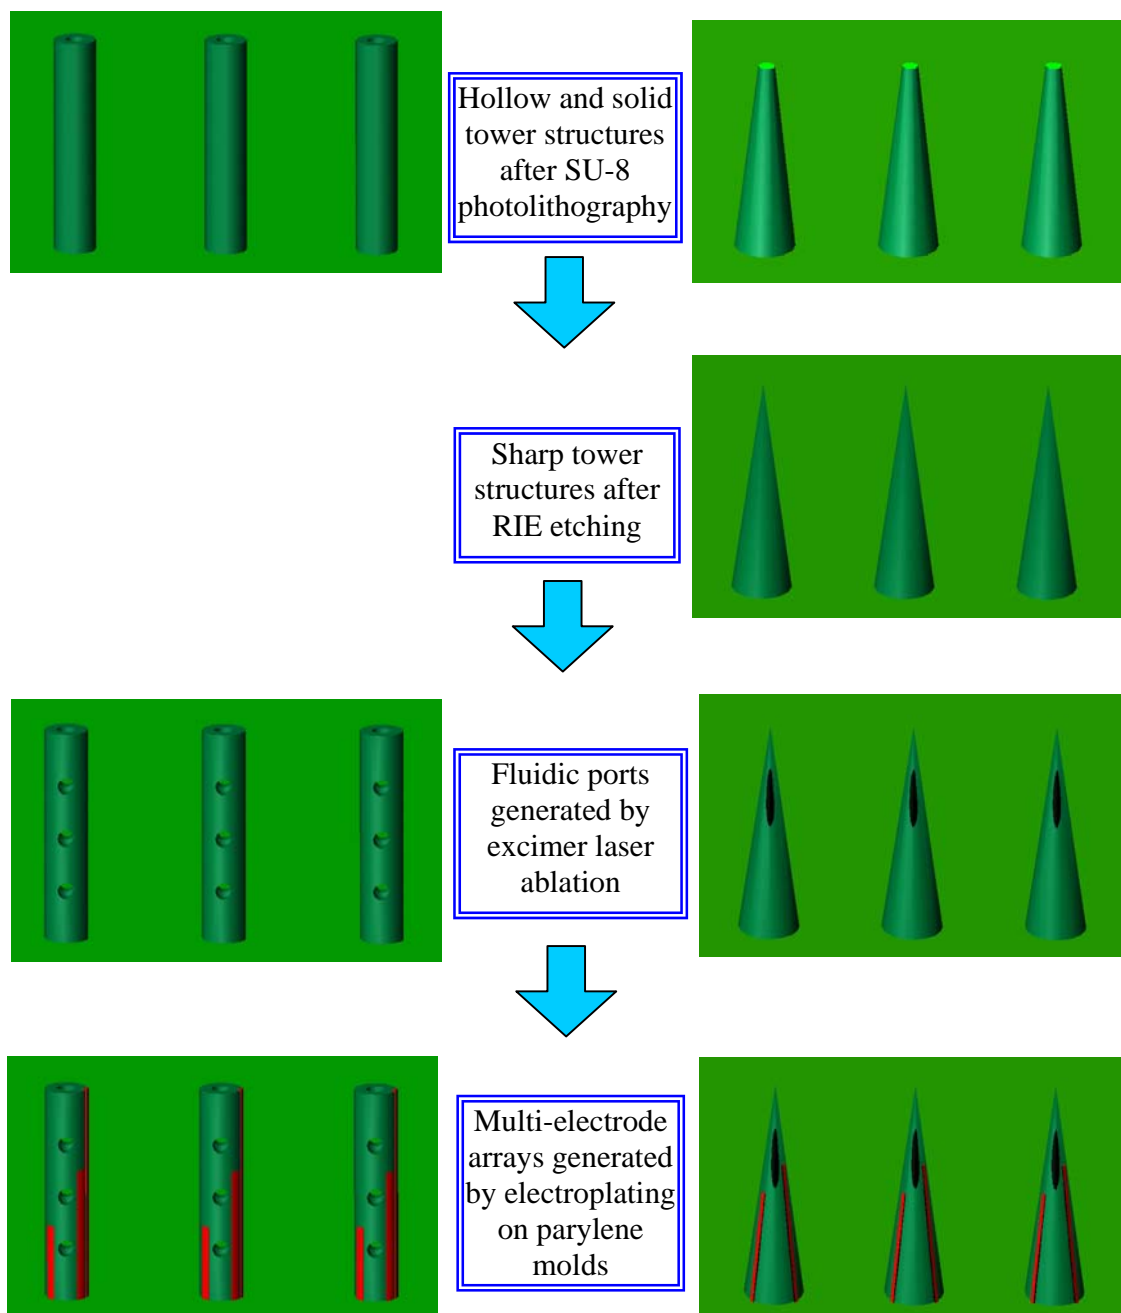 Hollow and solid
tower structures
after SU-8
photolithography
Sharp tower
structures after
RIE etching
Fluidic ports
generated by
excimer laser
ablation
Multi-electrode
arrays generated
by electroplating
on parylene
molds